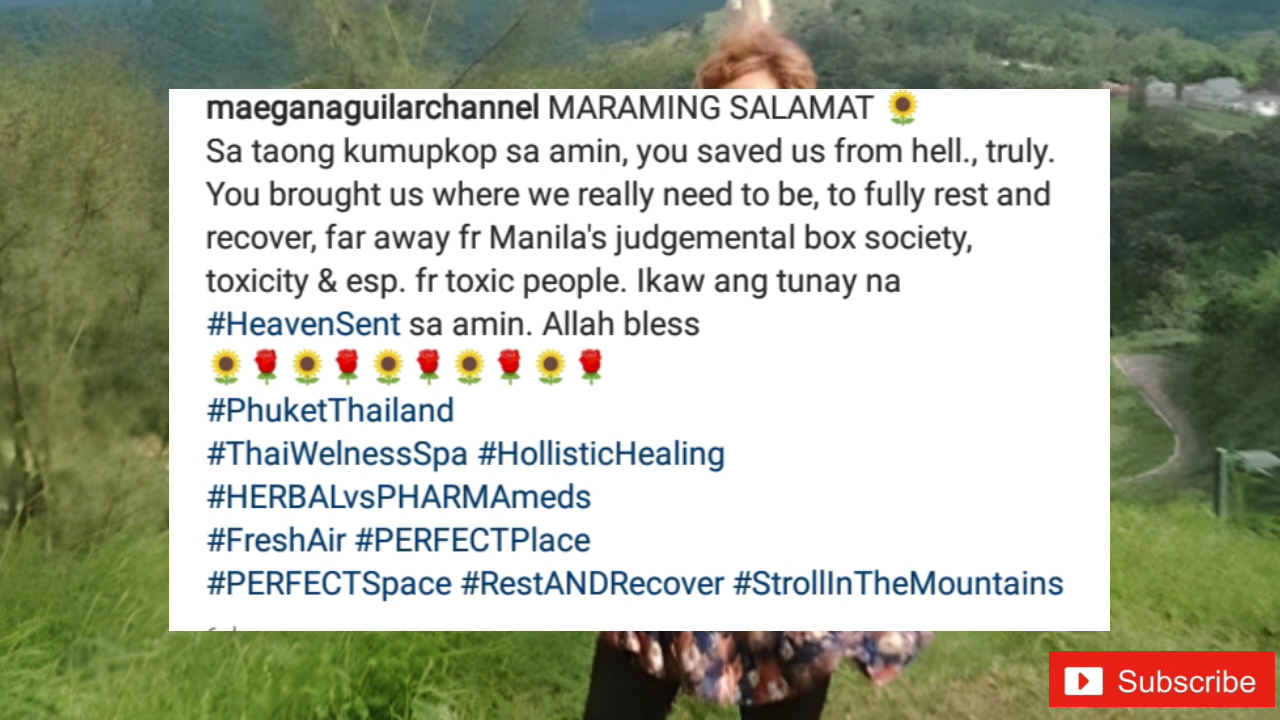 maeganaguilarchannel MARAMING SALAMAT 🌻
Sa taong kumupkop sa amin, you saved us from hell., truly.
You brought us where we really need to be, to fully rest and
recover, far away fr Manila's judgemental box society,
toxicity & esp. fr toxic people. Ikaw ang tunay na
#HeavenSent sa amin. Allah bless
🌻🌹🌻🌹🌻🌹🌻🌹🌻🌹
#PhuketThailand
#ThaiWelnessSpa #HollisticHealing
#HERBALvsPHARMAmeds
#FreshAir #PERFECTPlace
#PERFECTSpace #RestANDRecover #StrollInTheMountains
Subscribe